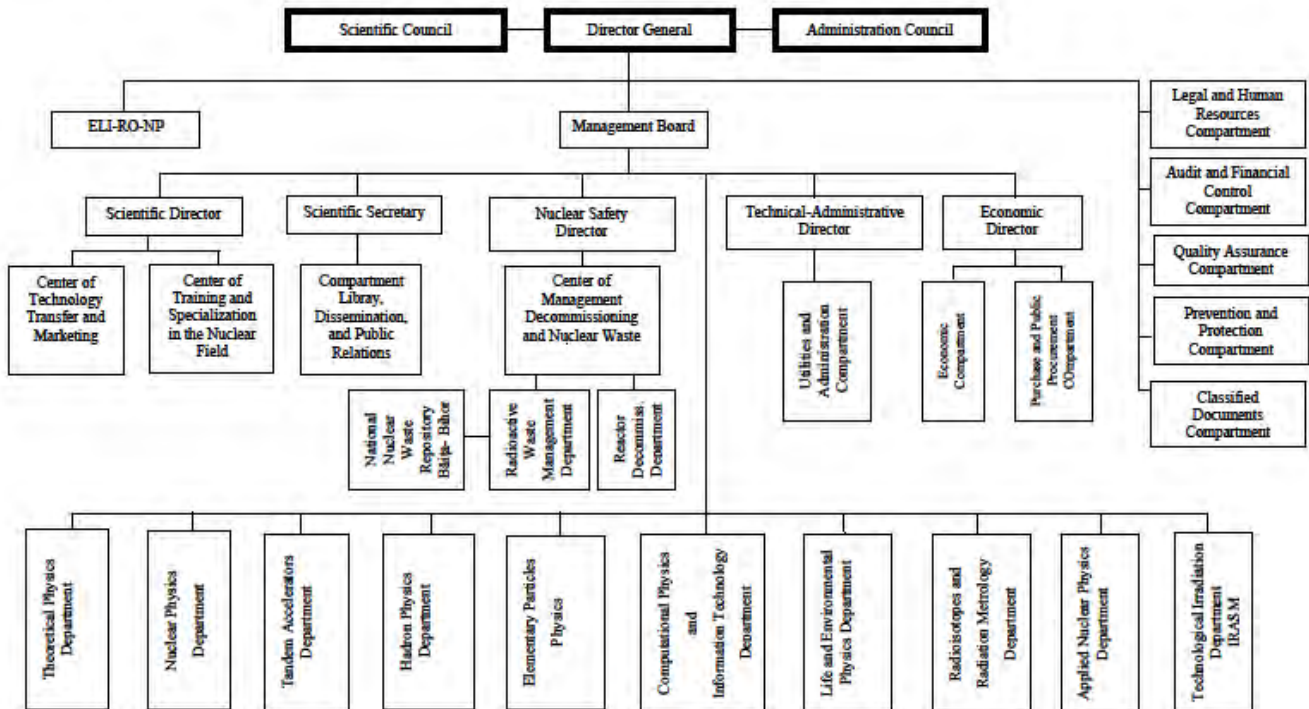 Scientific Council
Director General
Administration Council
ELI-RO-NP
Management Board
Legal and Human
Resources
Compartment
Audit and Financial
Control
Compartment
Quality Assurance
Compartment
Prevention and
Protection
Compartment
Classified
Documents
Compartment
Scientific Director
Scientific Secretary
Nuclear Safety
Director
Technical-Administrative
Director
Economic
Director
Center of
Technology
Transfer and
Marketing
Center of
Training and
Specialization
in the Nuclear
Field
Compartment
Libray,
Dissemination,
and Public
Relations
Center of
Management
Decommissioning
and Nuclear Waste
Utilities and
Administration
Compartment
Economic
Compartment
Purchase and Public
Procurement
COmpartment
National
Nuclear
Waste
Repository
Băița- Bihor
Radioactive
Waste
Management
Department
Reactor
Decommiss.
Department
Theoretical Physics
Department
Nuclear Physics
Department
Tandem Accelerators
Department
Hadron Physics
Department
Elementary Particles
Physics
Computational Physics
and
Information Technology
Department
Life and Environmental
Physics Department
Radioisotopes and
Radiation Metrology
Department
Applied Nuclear Physics
Department
Technological Irradiation
Department
IRASM